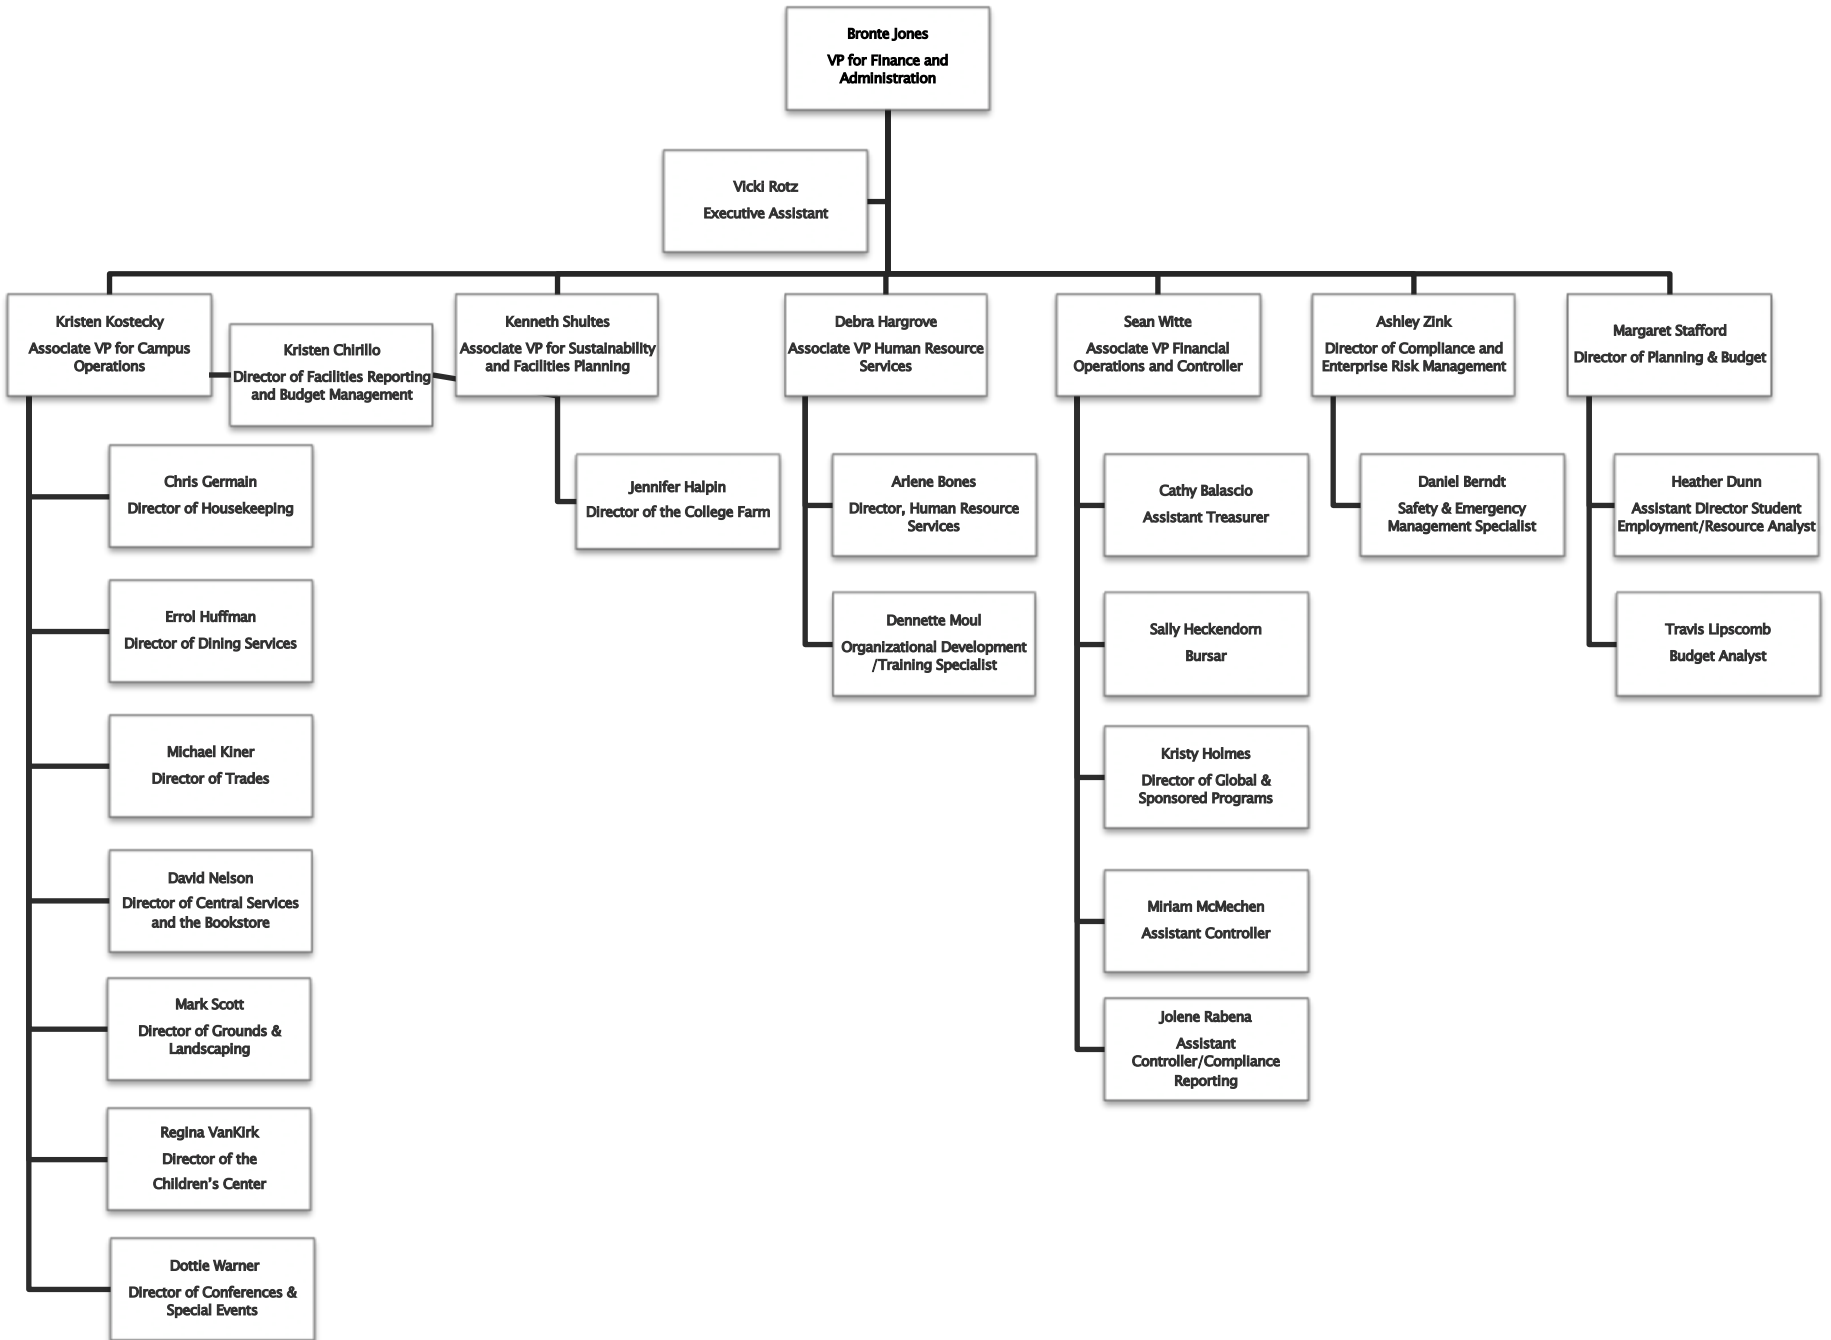 Bronte Jones
VP for Finance and
Administration
Vicki Rotz
Executive Assistant
Kristen Kostecky
Associate VP for Campus
Operations
Kristen Chirillo
Director of Facilities Reporting
and Budget Management
Kenneth Shultes
Associate VP for Sustainability
and Facilities Planning
Debra Hargrove
Associate VP Human Resource
Services
Sean Witte
Associate VP Financial
Operations and Controller
Ashley Zink
Director of Compliance and
Enterprise Risk Management
Margaret Stafford
Director of Planning & Budget
Chris Germain
Director of Housekeeping
Errol Huffman
Director of Dining Services
Michael Kiner
Director of Trades
David Nelson
Director of Central Services
and the Bookstore
Mark Scott
Director of Grounds &
Landscaping
Regina VanKirk
Director of the
Children's Center
Dottie Warner
Director of Conferences &
Special Events
Jennifer Halpin
Director of the College Farm
Arlene Bones
Director, Human Resource
Services
Dennette Moul
Organizational Development
/Training Specialist
Cathy Balascio
Assistant Treasurer
Sally Heckendorn
Bursar
Kristy Holmes
Director of Global &
Sponsored Programs
Miriam McMechen
Assistant Controller
Jolene Rabena
Assistant
Controller/Compliance
Reporting
Daniel Berndt
Safety & Emergency
Management Specialist
Heather Dunn
Assistant Director Student
Employment/Resource Analyst
Travis Lipscomb
Budget Analyst